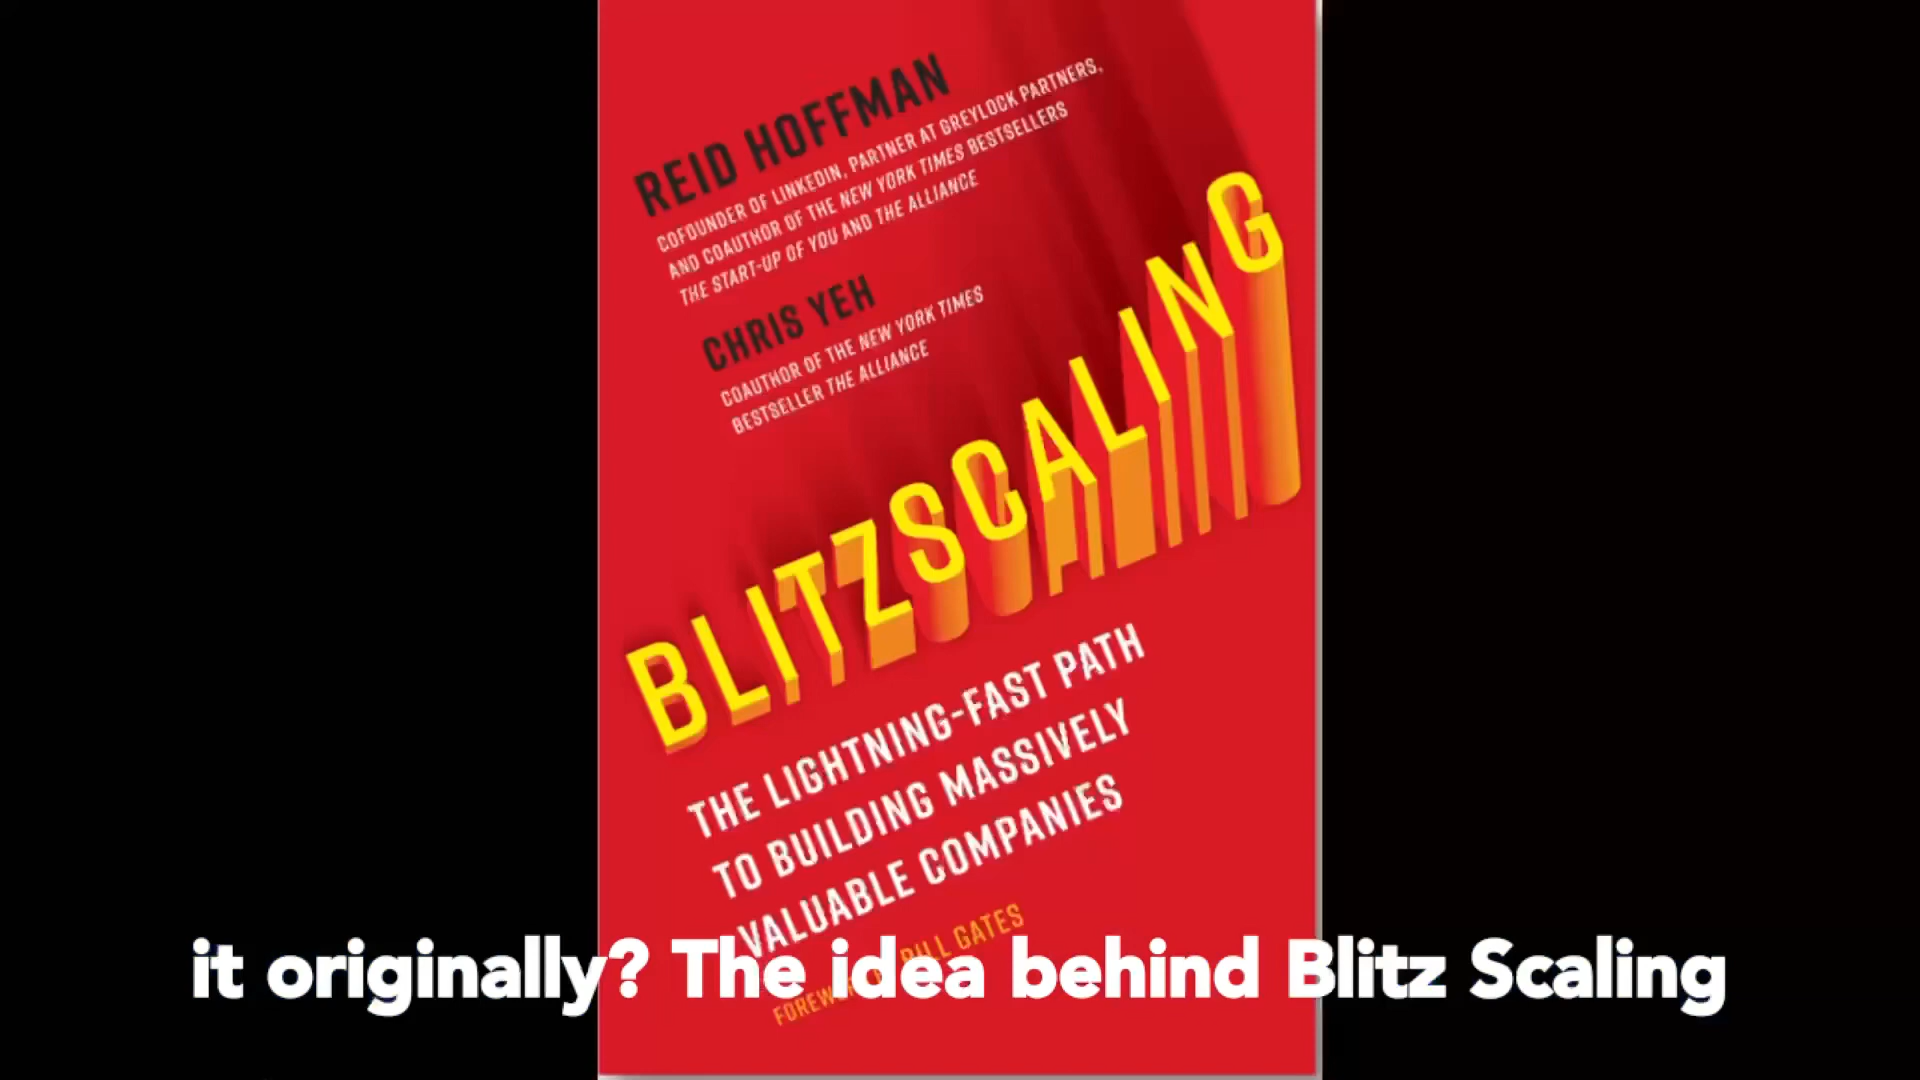 REID HOFFMAN
COFOUNDER OF LINKEDIN, PARTNER AT GREYLOCK PARTNERS,
AND COAUTHOR OF THE NEW YORK TIMES BESTSELLERS
THE START-UP OF YOU AND THE ALLIANCE
CHRIS YEH
COAUTHOR OF THE NEW YORK TIMES
BESTSELLER THE ALLIANCE
BLITZSCALING
THE LIGHTNING-FAST PATH
TO BUILDING MASSIVELY
VALUABLE COMPANIES
BILL GATES
it originally? The idea behind Blitz Scaling